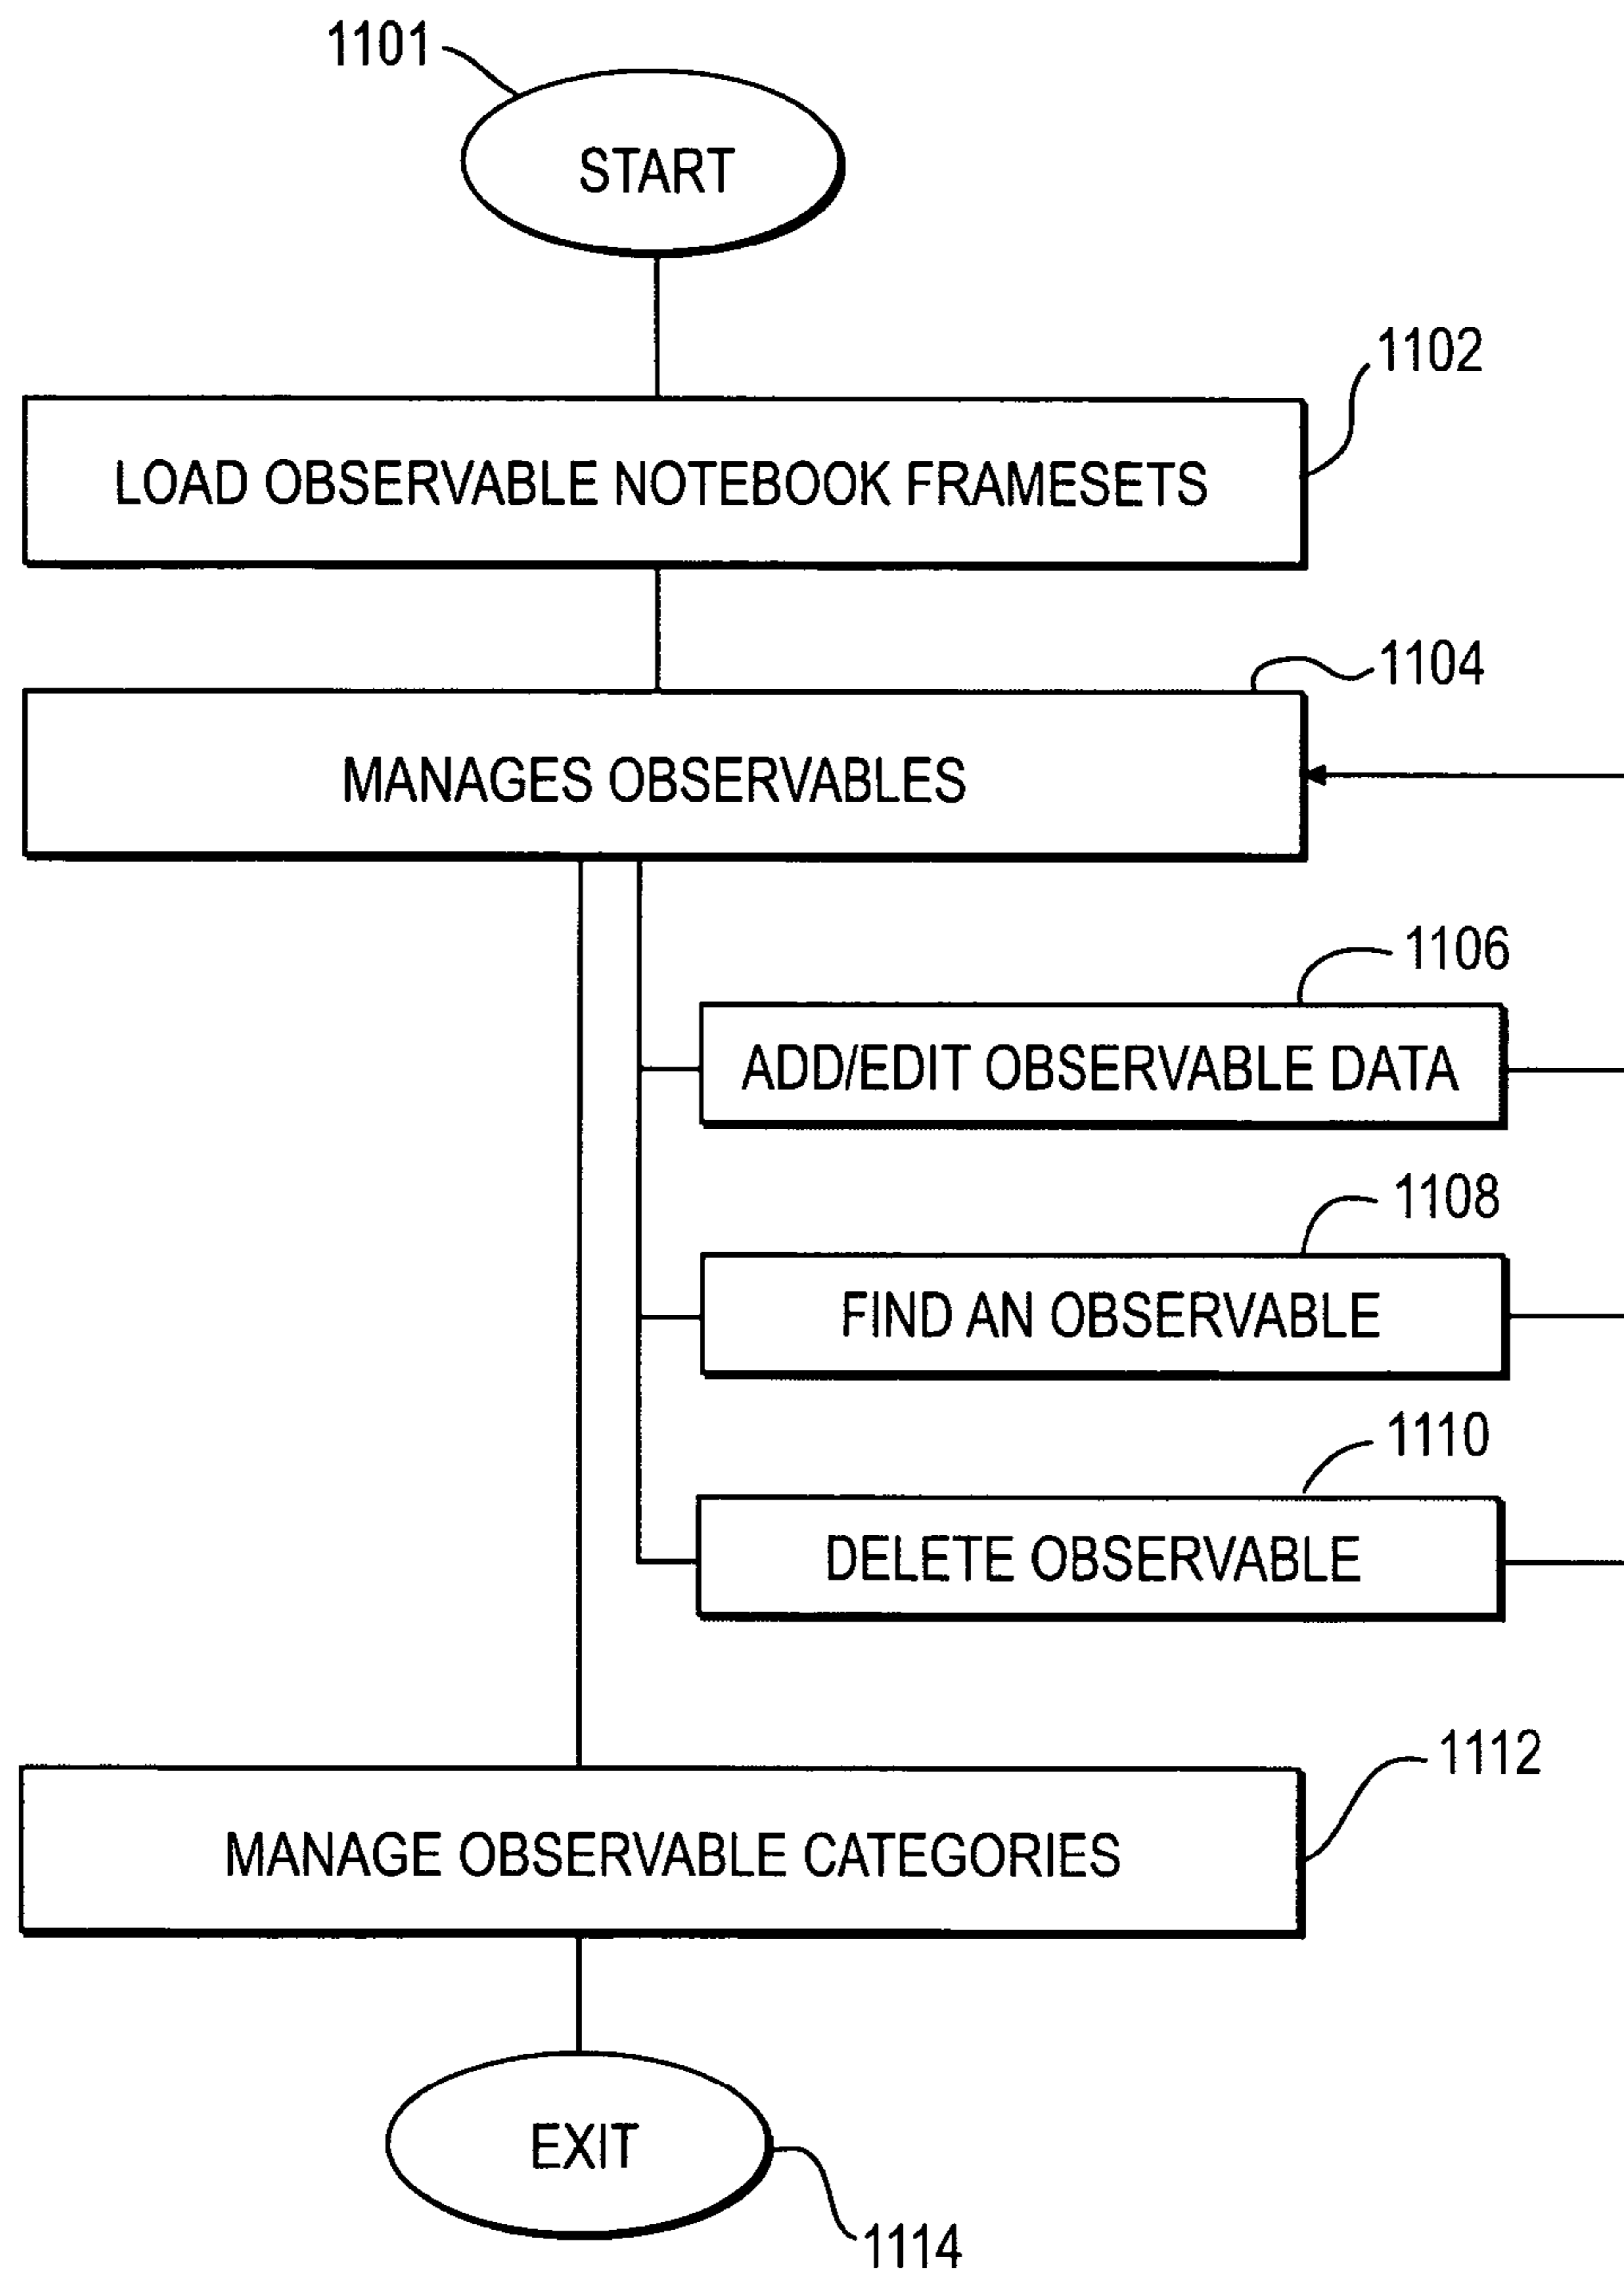 1101
START
1102
LOAD OBSERVABLE NOTEBOOK FRAMESETS
1104
MANAGES OBSERVABLES
1106
ADD/EDIT OBSERVABLE DATA
1108
FIND AN OBSERVABLE
1110
DELETE OBSERVABLE
1112
MANAGE OBSERVABLE CATEGORIES
EXIT
1114